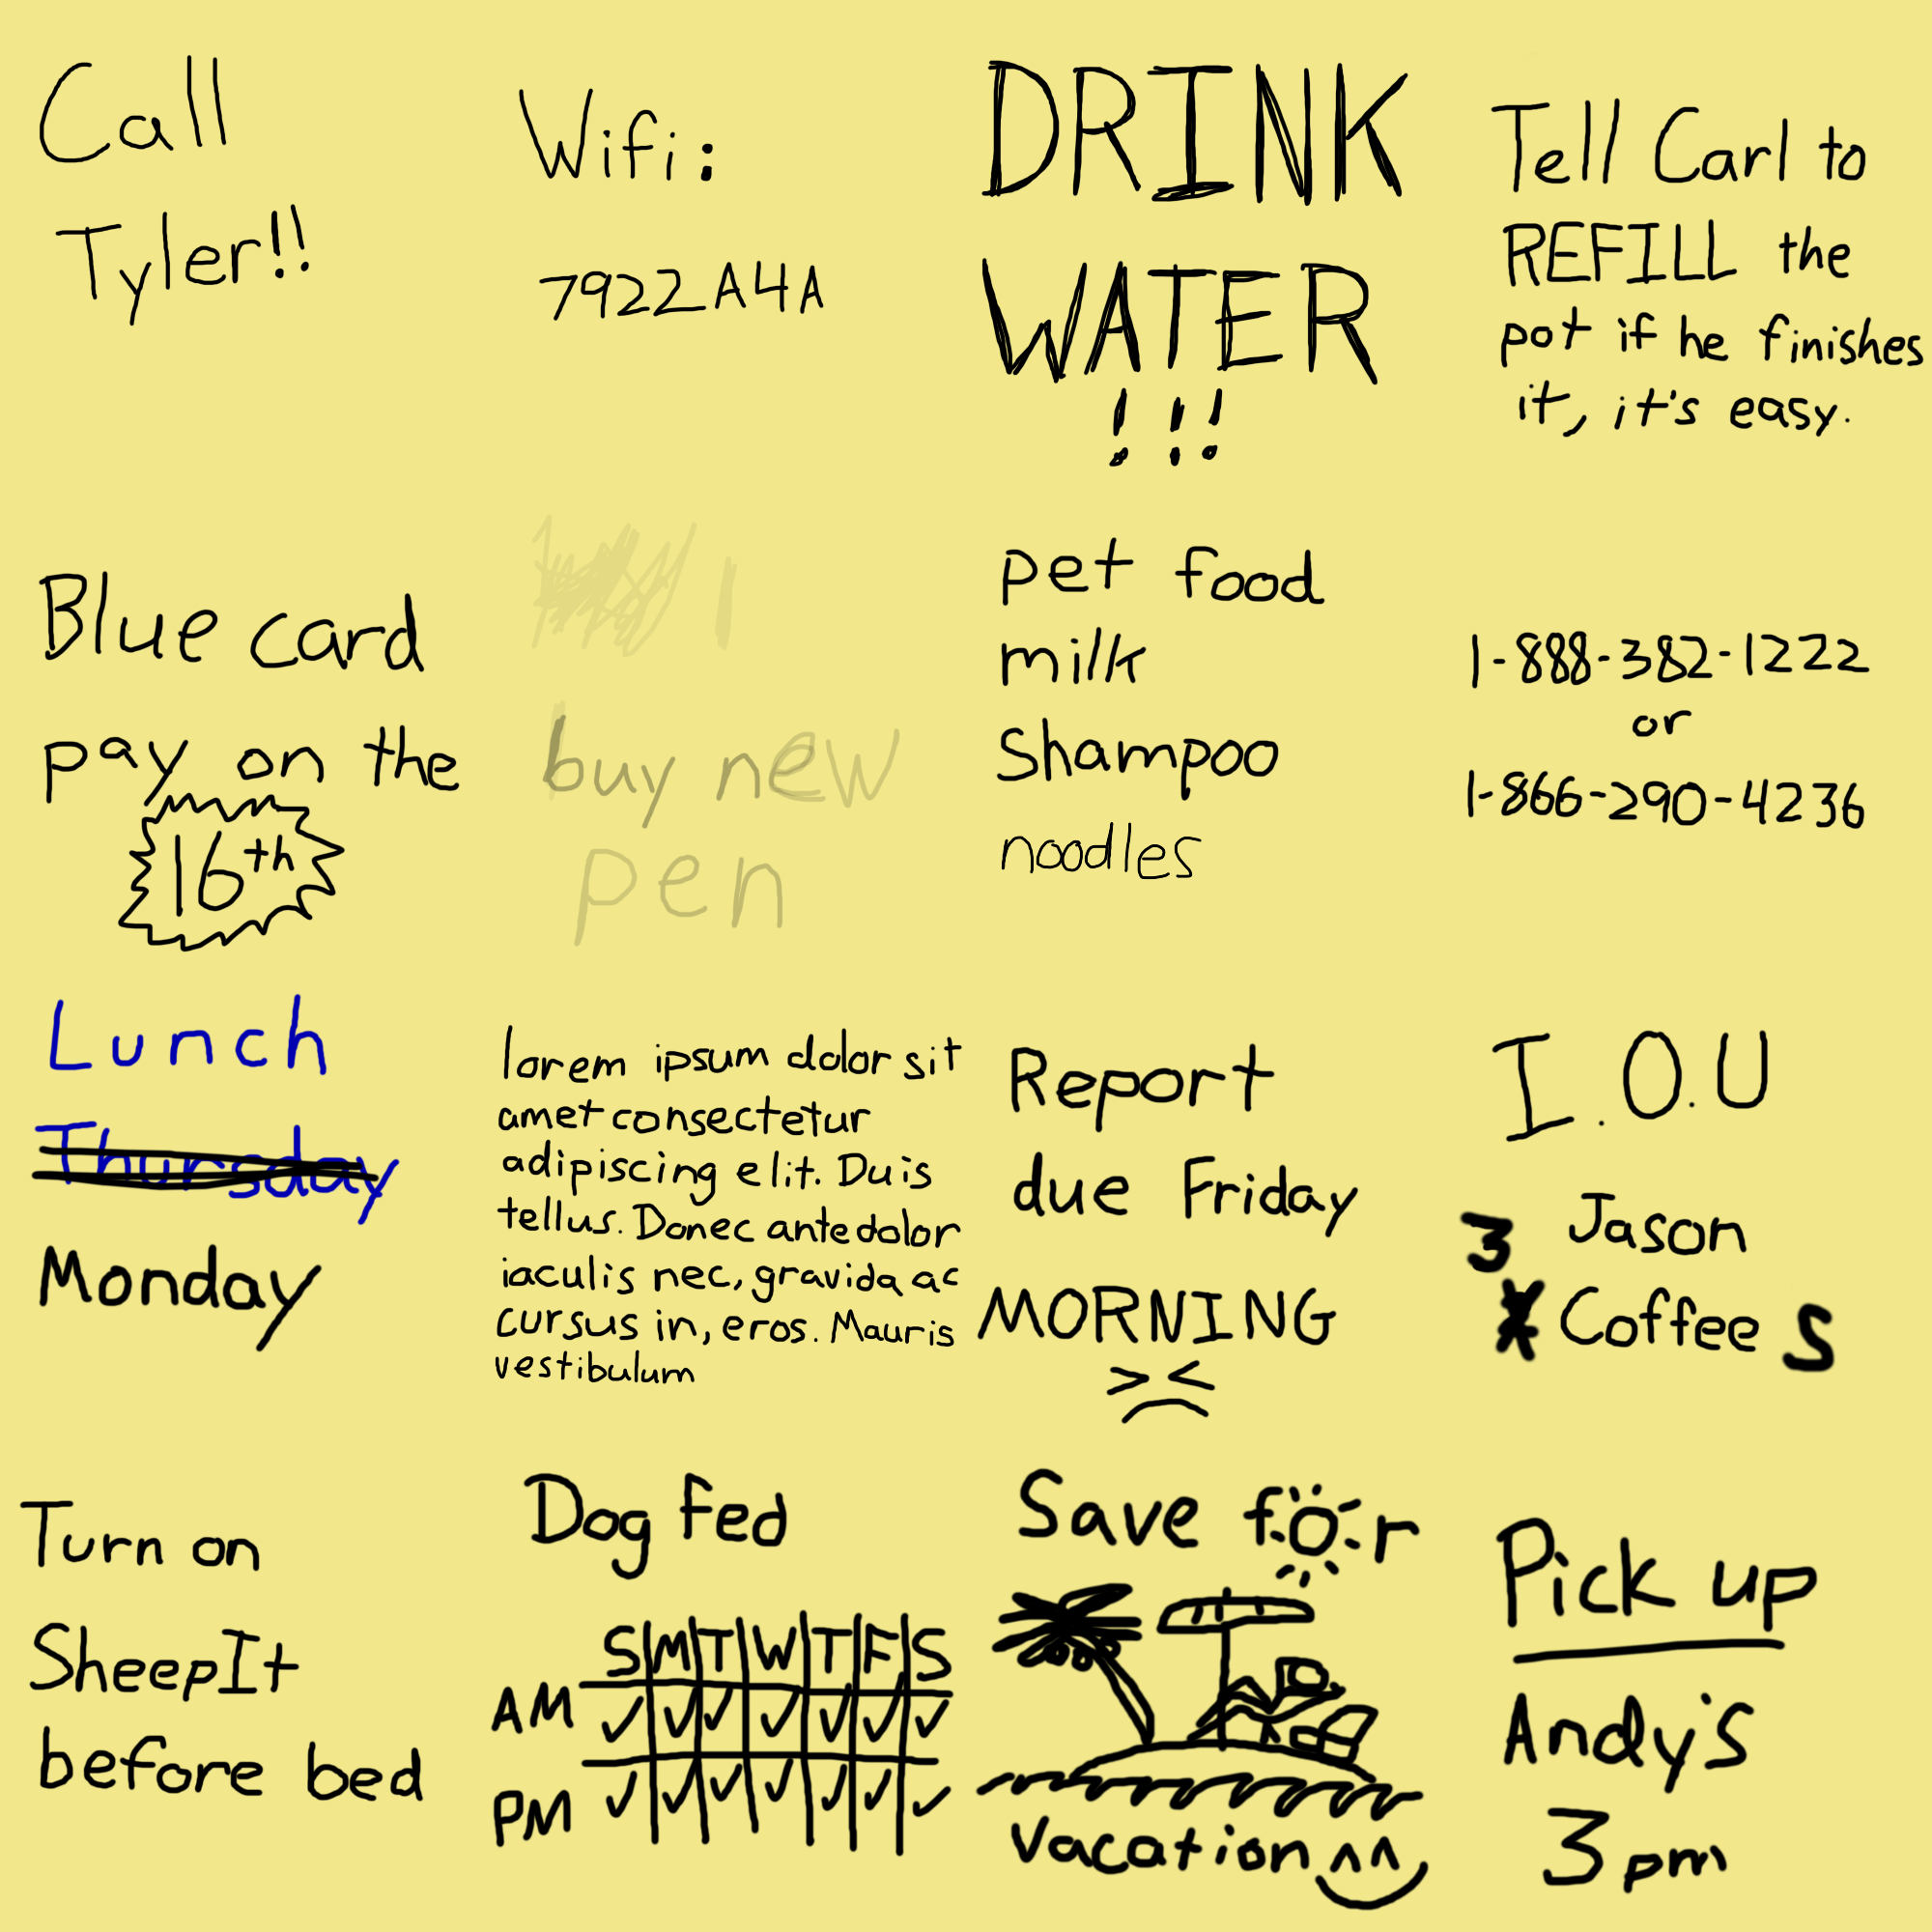 Call
Tyler!!
Wifi:
7922A4A
DRINK
WATER
!!!
Tell Carl to
REFILL the
pot if he finishes
it, it's easy.
Blue card
pay on the
16th
buy new
pen
pet food
milk
Shampoo
noodles
1-888-382-1222
or
1-866-290-4236
Lunch
Thursday
Monday
lorem ipsum dolor sit
amet consectetur
adipiscing elit. Duis
tellus. Donec ante dolor
iaculis nec, gravida ac
cursus in, eros. Mauris
vestibulum
Report
due Friday
MORNING
I.O.U
Jason
3 Coffees
Turn on
SheepIt
before bed
Dog fed
S M T W T F S
AM ✓ ✓ ✓ ✓ ✓ ✓ ✓
PM ✓ ✓ ✓ ✓ ✓ ✓ ✓
Save for
vacation
Pick up
Andy's
3pm